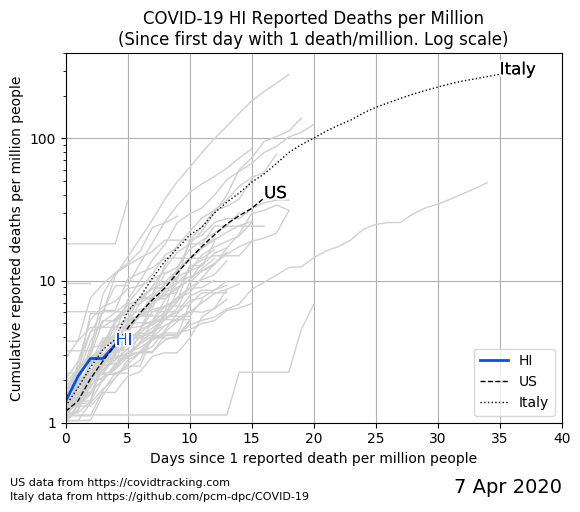 COVID-19 HI Reported Deaths per Million
(Since first day with 1 death/million. Log scale)
Cumulative reported deaths per million people
100
10
1
Italy
US
HI
HI
US
Italy
0 5 10 15 20 25 30 35 40
Days since 1 reported death per million people
US data from https://covidtracking.com
Italy data from https://github.com/pcm-dpc/COVID-19
7 Apr 2020